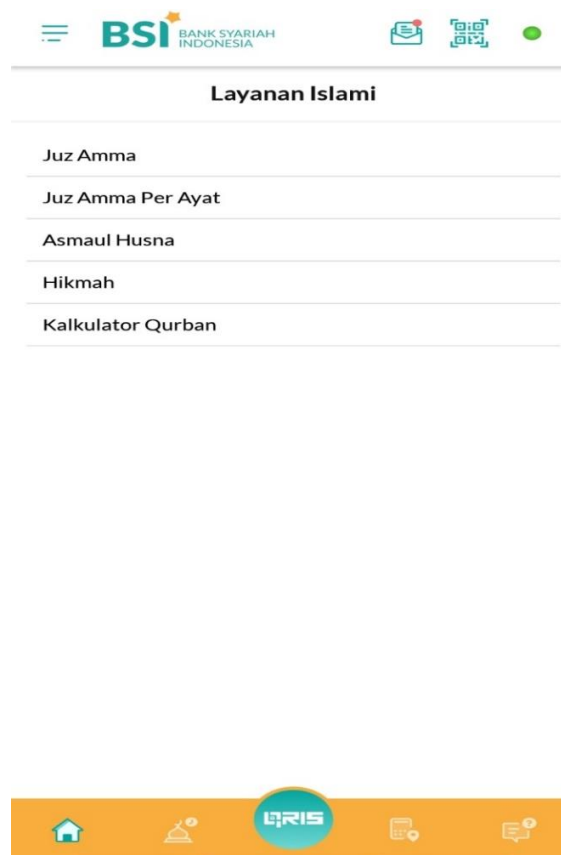 BSI BANK SYARIAH
INDONESIA
Layanan Islami
Juz Amma
Juz Amma Per Ayat
Asmaul Husna
Hikmah
Kalkulator Qurban
QRIS